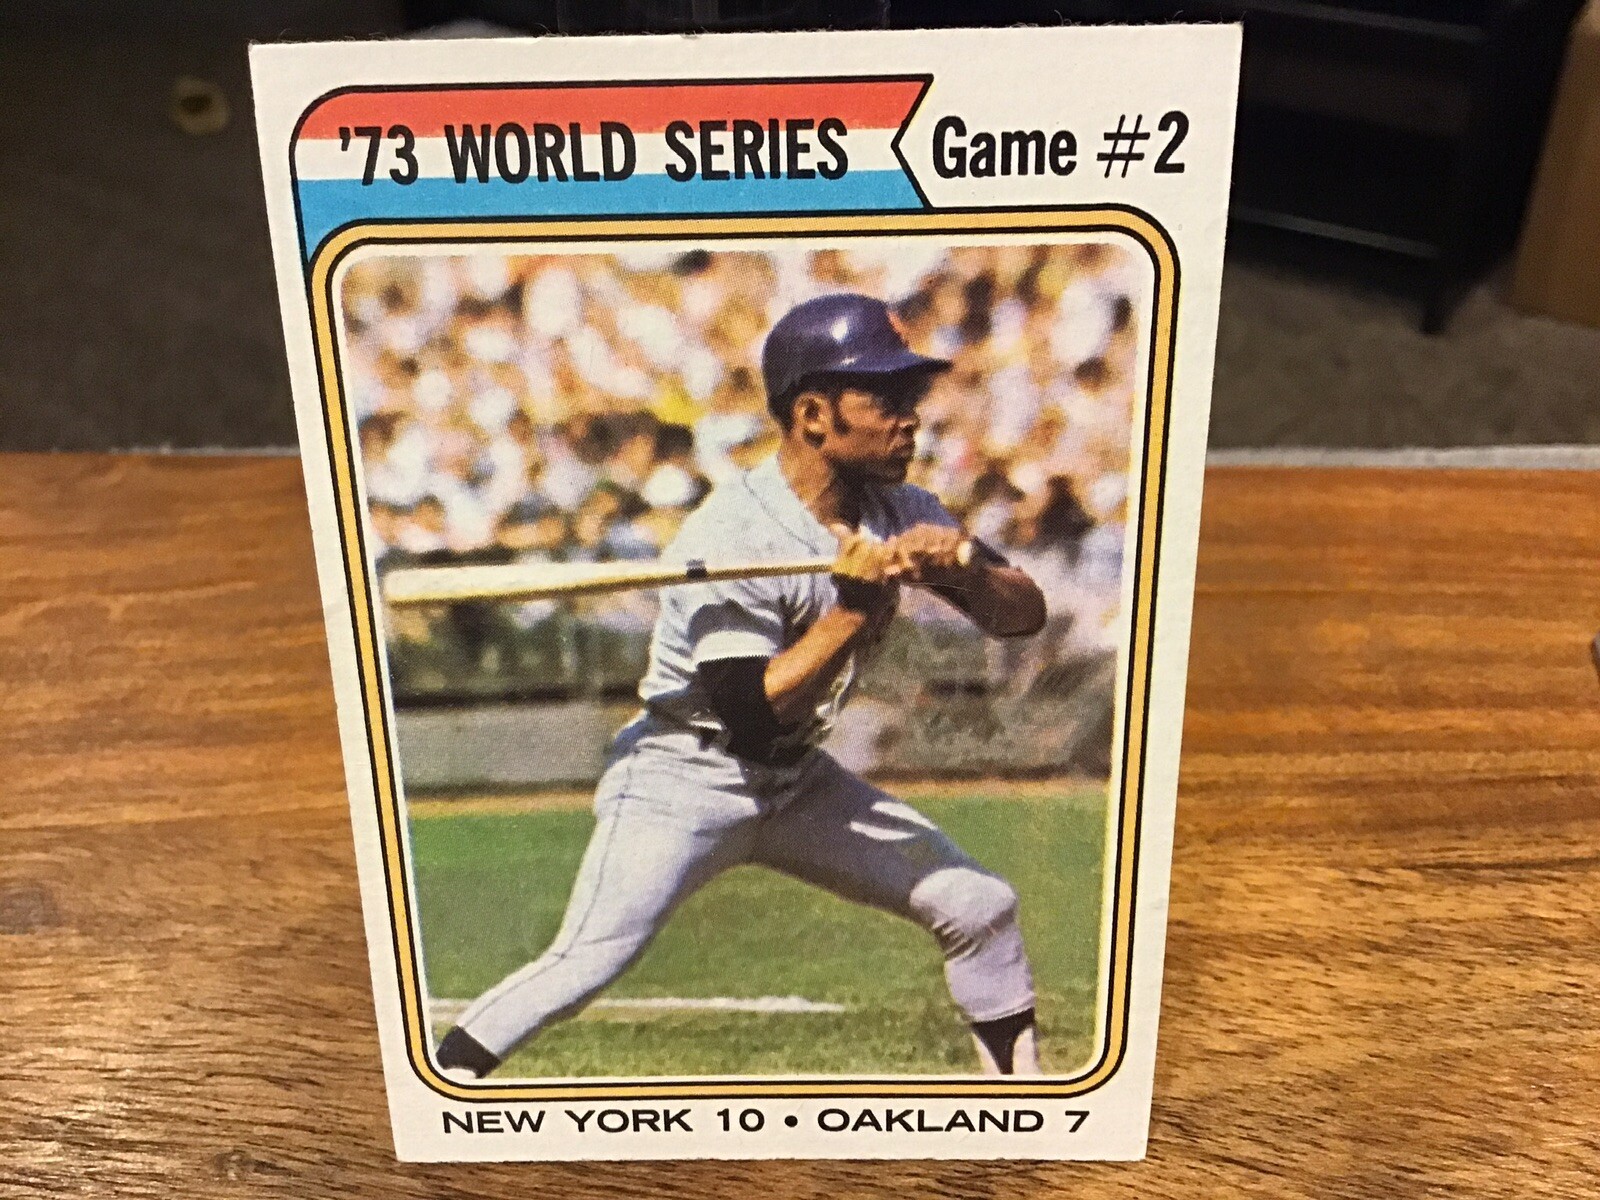 '73 WORLD SERIES
Game #2
NEW YORK 10 • OAKLAND 7